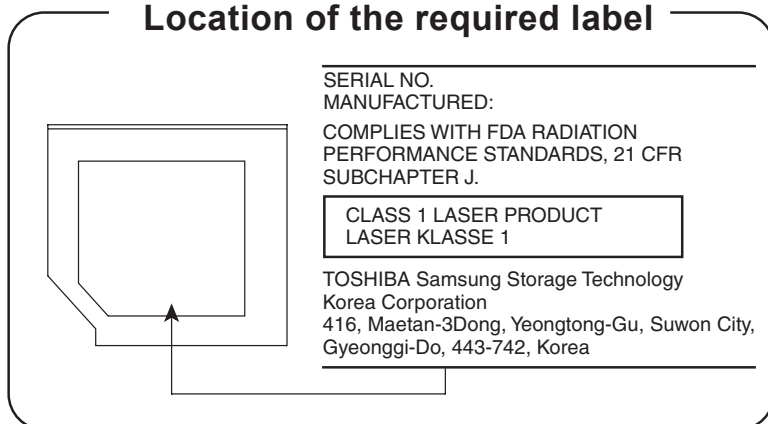 Location of the required label
SERIAL NO.
MANUFACTURED:
COMPLIES WITH FDA RADIATION
PERFORMANCE STANDARDS, 21 CFR
SUBCHAPTER J.
CLASS 1 LASER PRODUCT
LASER KLASSE 1
TOSHIBA Samsung Storage Technology
Korea Corporation
416, Maetan-3Dong, Yeongtong-Gu, Suwon City,
Gyeonggi-Do, 443-742, Korea